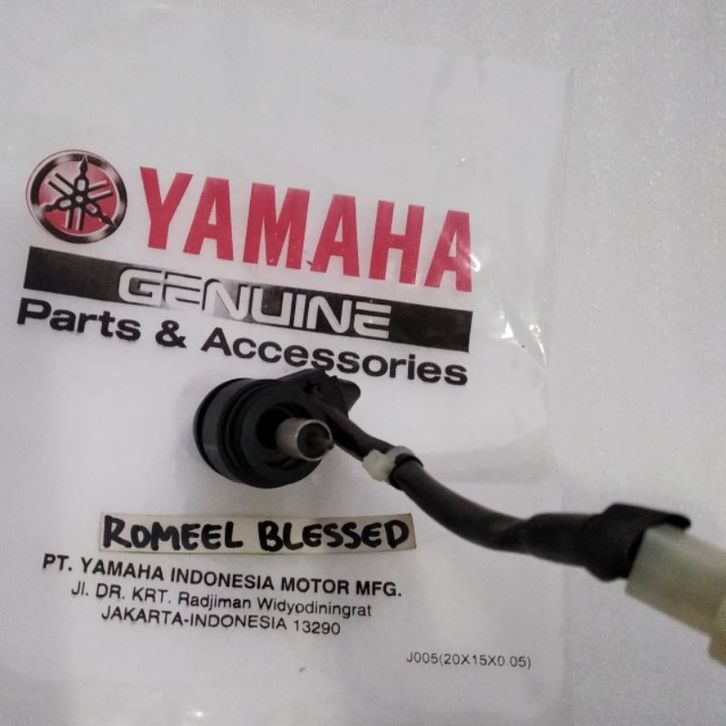 YAMAHA
GENUINE
Parts & Accessories
ROMEEL BLESSED
PT. YAMAHA INDONESIA MOTOR MFG.
Jl. DR. KRT. Radjiman Widyodiningrat
JAKARTA-INDONESIA 13290
J005(20X15X0.05)